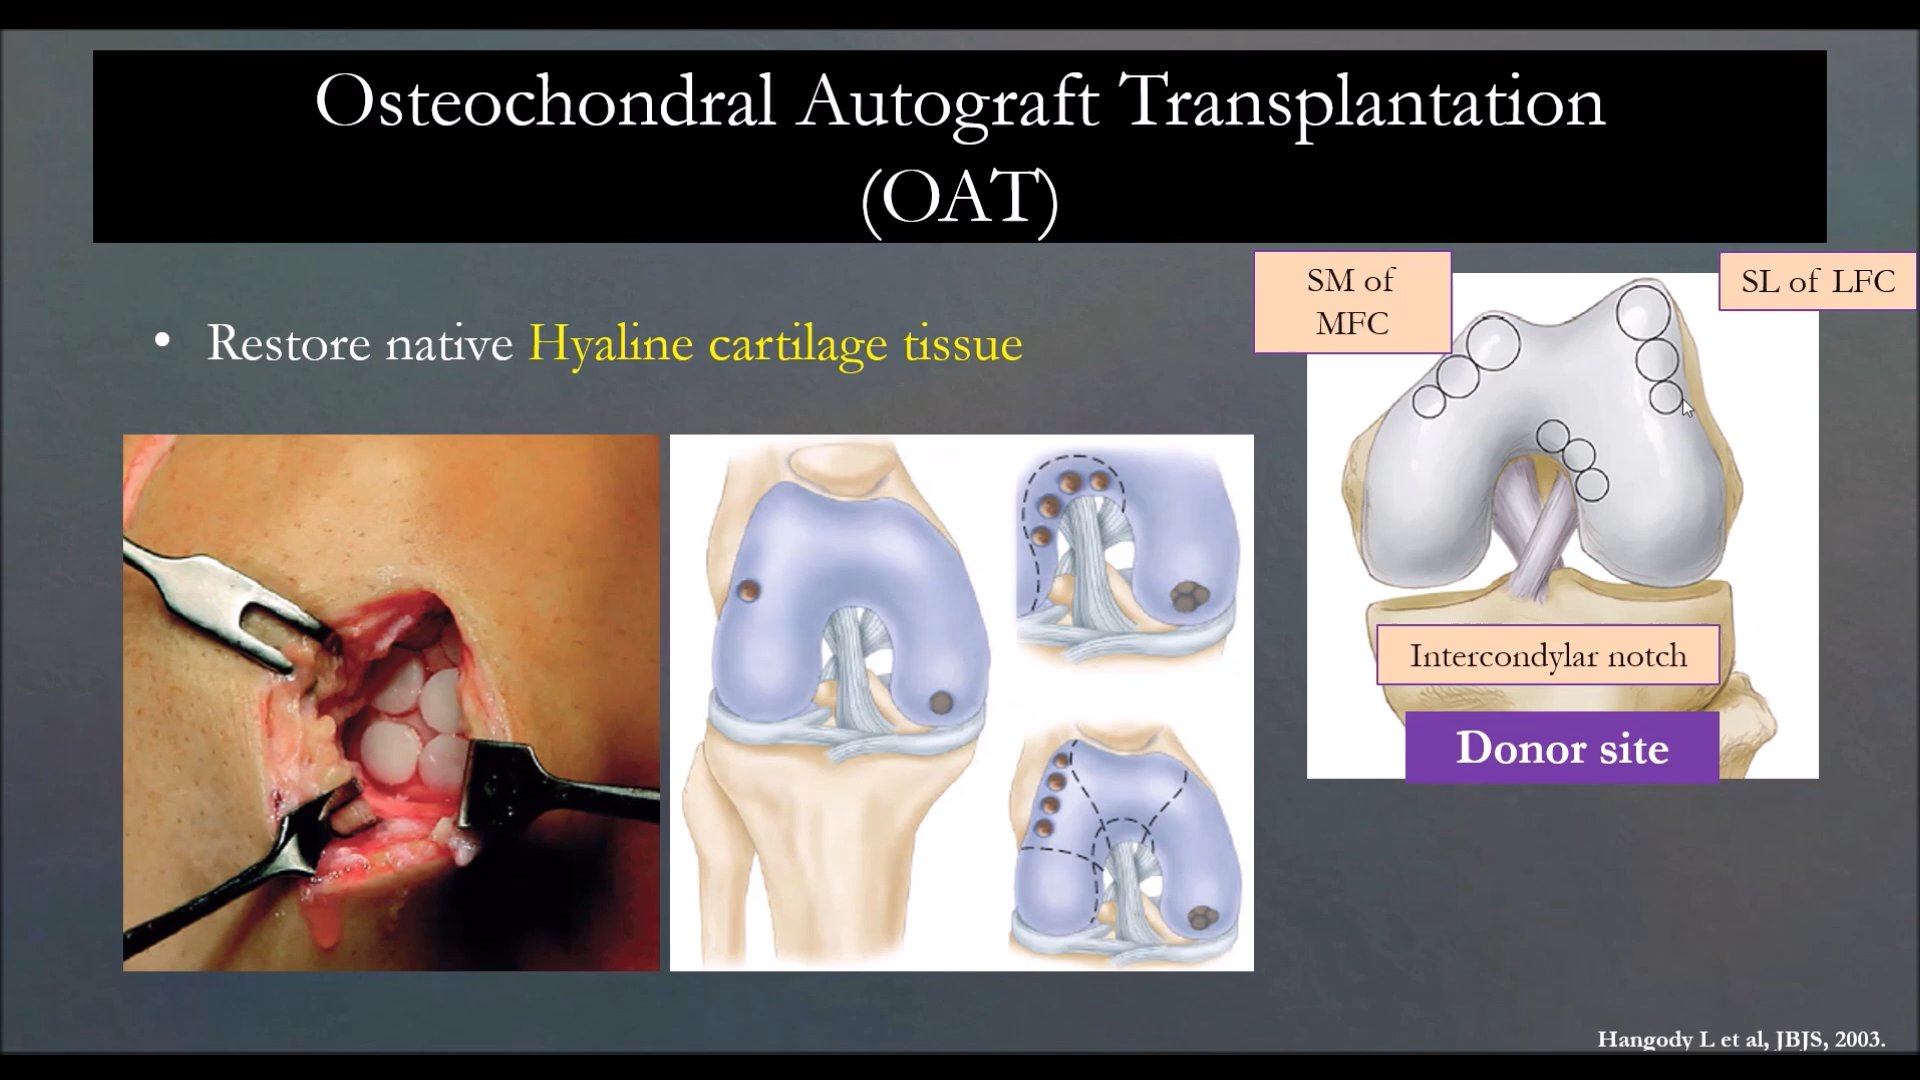 Osteochondral Autograft Transplantation
(OAT)
• Restore native Hyaline cartilage tissue
SM of
MFC
SL of LFC
Intercondylar notch
Donor site
Hangody L et al, JBJS, 2003.